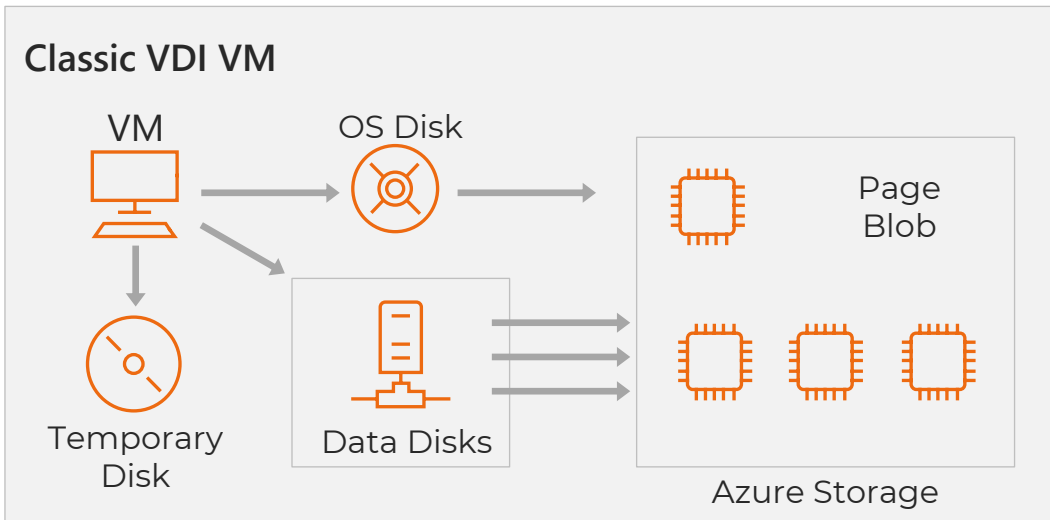 Classic VDI VM
VM
OS Disk
Page
Blob
Temporary
Disk
Data Disks
Azure Storage